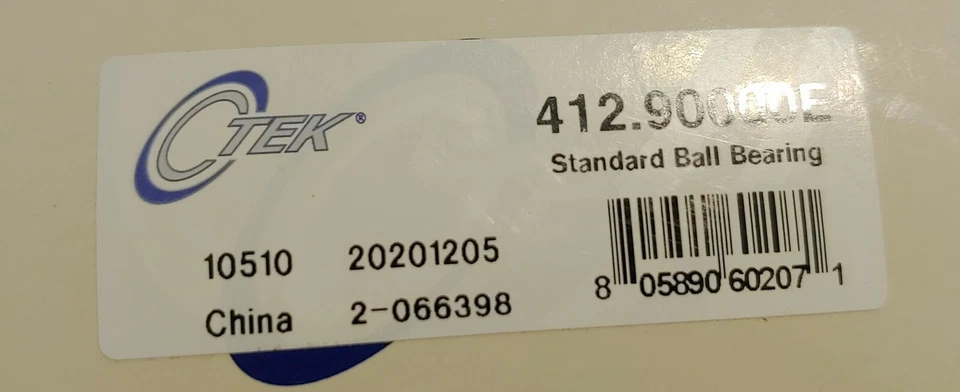 CTEK®
412.90000E
Standard Ball Bearing
10510 20201205
China 2-066398
8 05890 60207 1